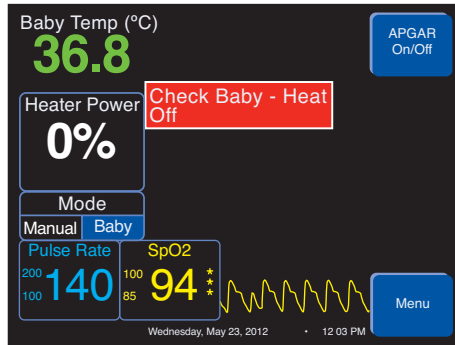 Baby Temp (ºC)
36.8
APGAR
On/Off
Heater Power
0%
Check Baby - Heat
Off
Mode
Manual Baby
Pulse Rate
200
100
140
SpO2
100
85
94
***
Menu
Wednesday, May 23, 2012 • 12 03 PM